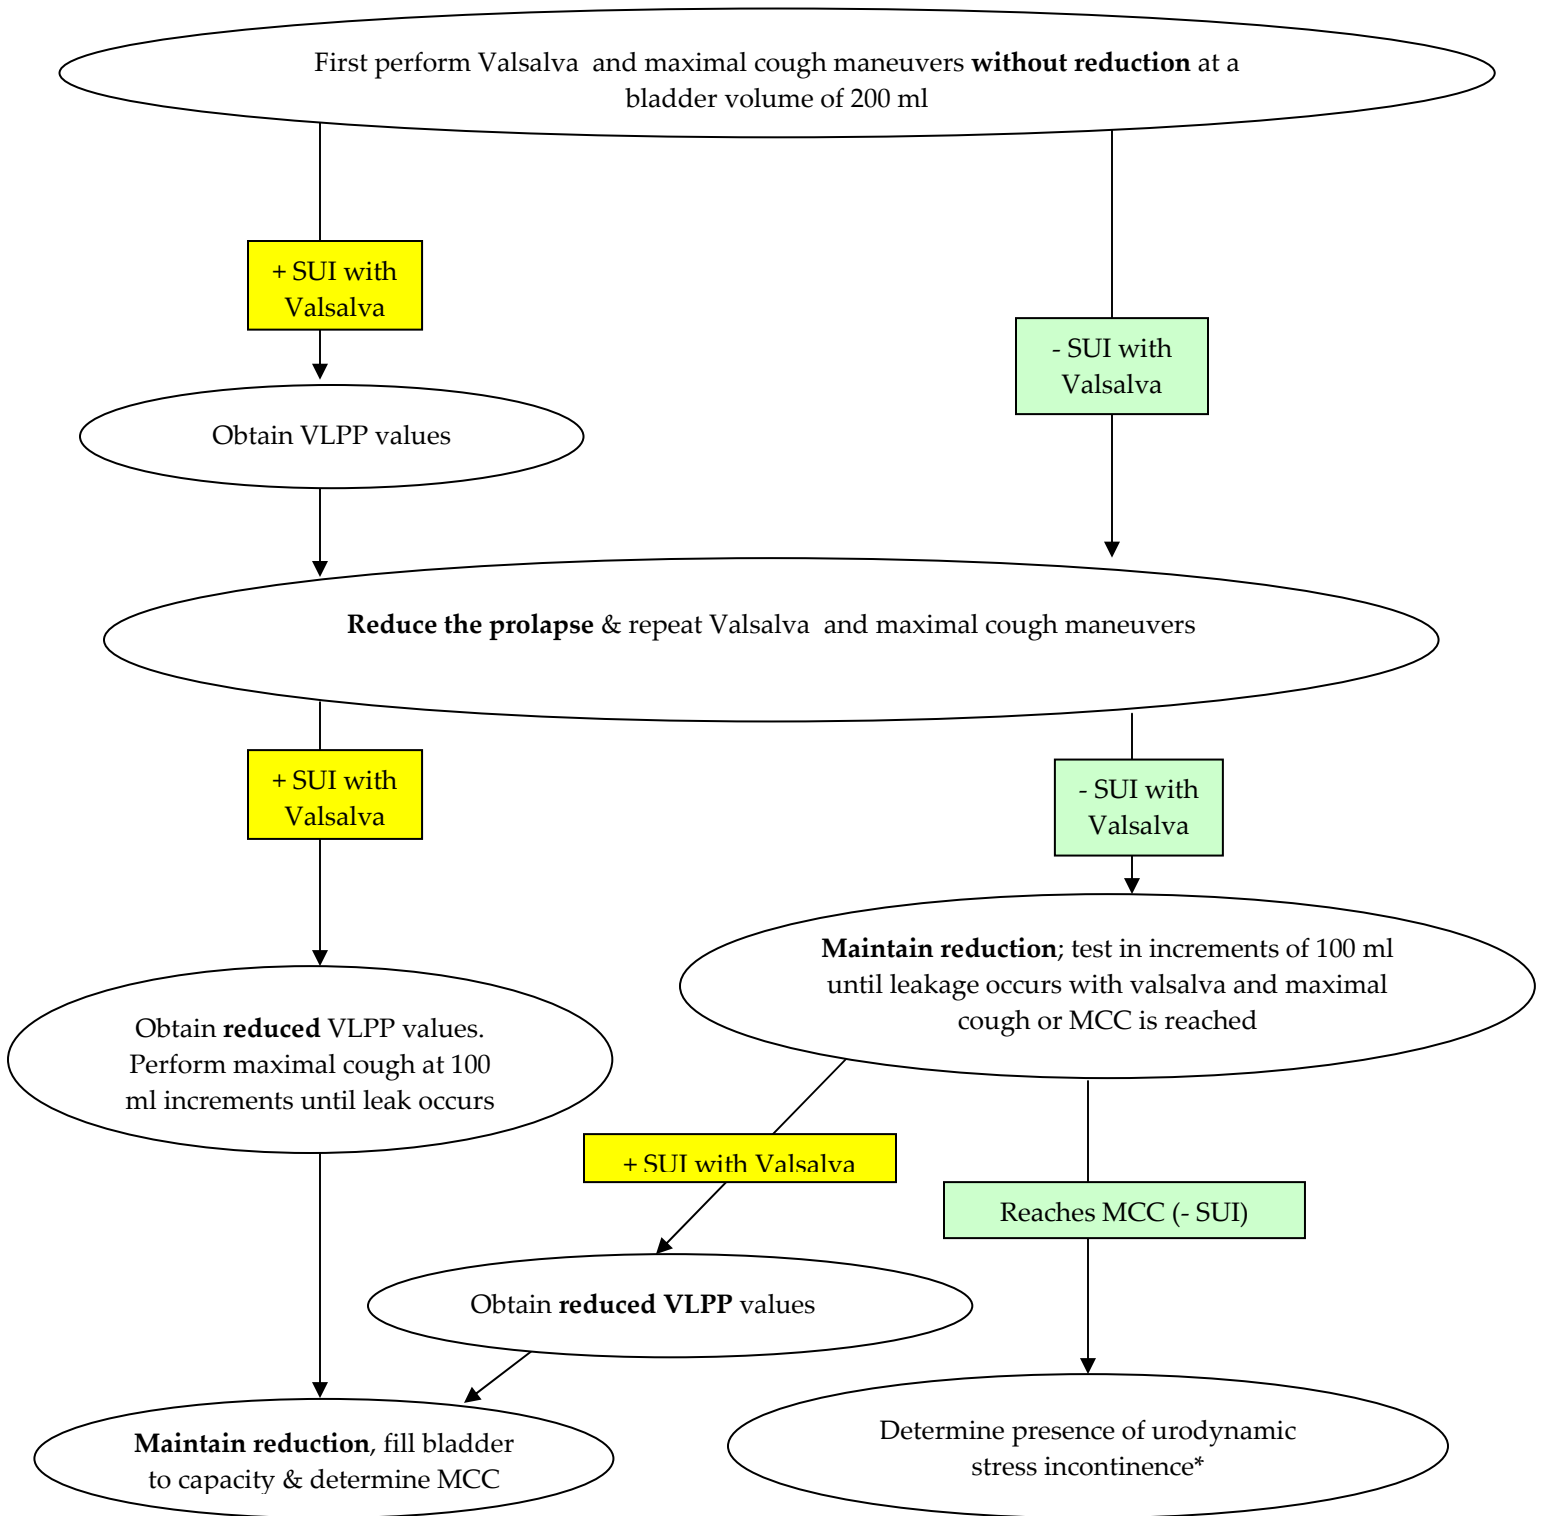 First perform Valsalva and maximal cough maneuvers without reduction at a
bladder volume of 200 ml
+ SUI with
Valsalva
- SUI with
Valsalva
Obtain VLPP values
Reduce the prolapse & repeat Valsalva and maximal cough maneuvers
+ SUI with
Valsalva
- SUI with
Valsalva
Maintain reduction; test in increments of 100 ml
until leakage occurs with valsalva and maximal
cough or MCC is reached
Obtain reduced VLPP values.
Perform maximal cough at 100
ml increments until leak occurs
+ SUI with Valsalva
Reaches MCC (- SUI)
Obtain reduced VLPP values
Maintain reduction, fill bladder
to capacity & determine MCC
Determine presence of urodynamic
stress incontinence*